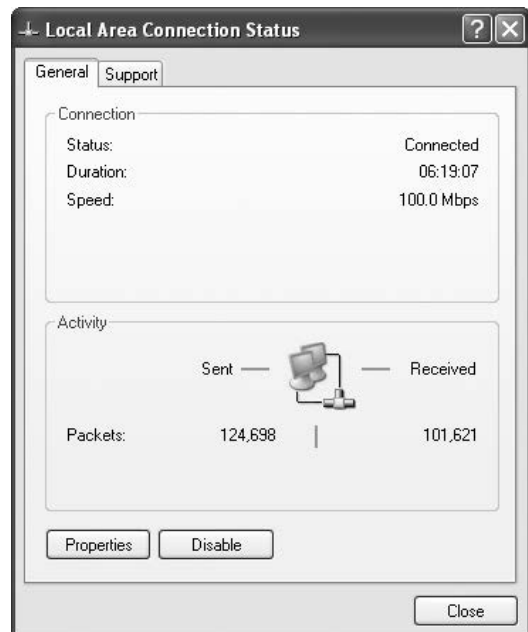 Local Area Connection Status ? X
General Support
Connection
Status: Connected
Duration: 06:19:07
Speed: 100.0 Mbps
Activity
Sent — — Received
Packets: 124,698 | 101,621
Properties Disable
Close